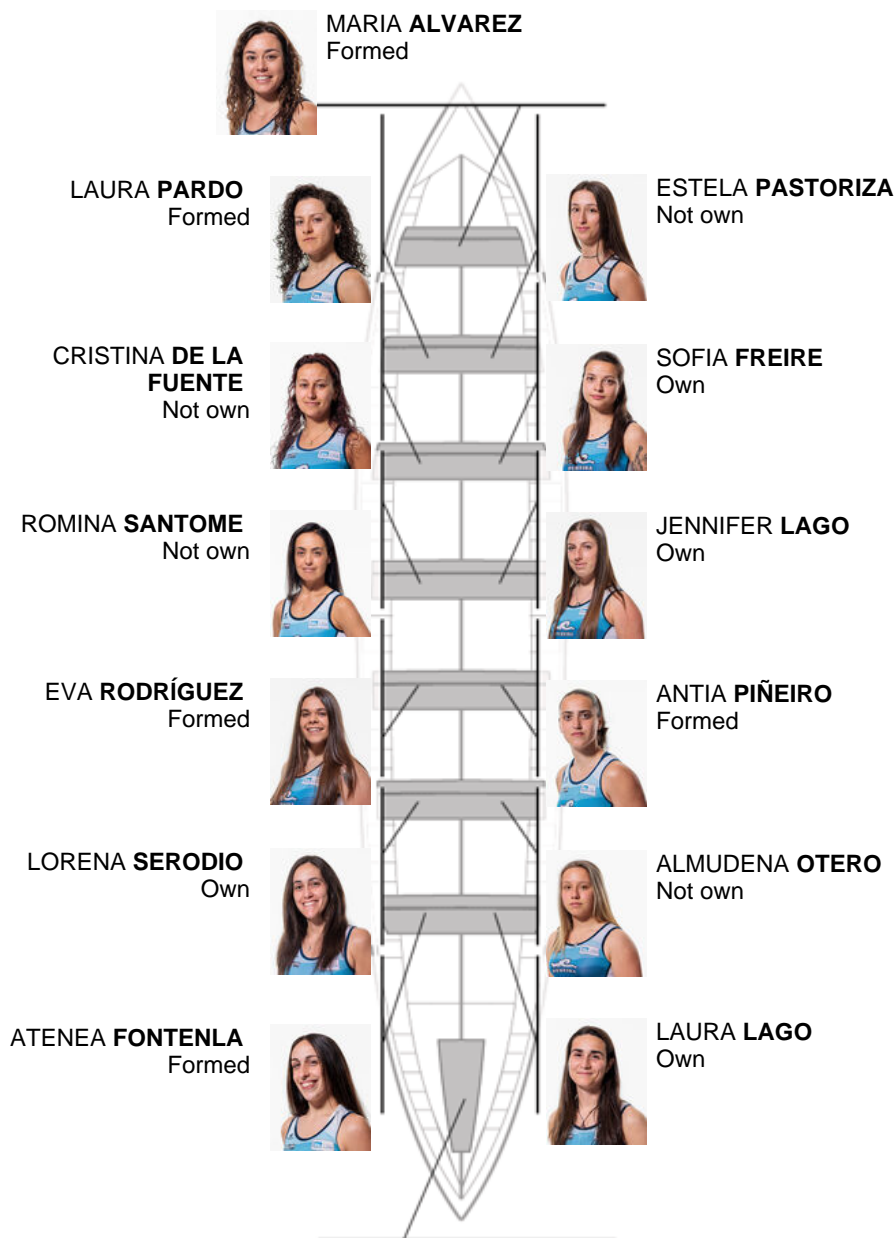 MARIA ALVAREZ
Formed
LAURA PARDO
Formed
ESTELA PASTORIZA
Not own
CRISTINA DE LA
FUENTE
Not own
SOFIA FREIRE
Own
ROMINA SANTOME
Not own
JENNIFER LAGO
Own
EVA RODRÍGUEZ
Formed
ANTIA PIÑEIRO
Formed
LORENA SERODIO
Own
ALMUDENA OTERO
Not own
ATENEA FONTENLA
Formed
LAURA LAGO
Own